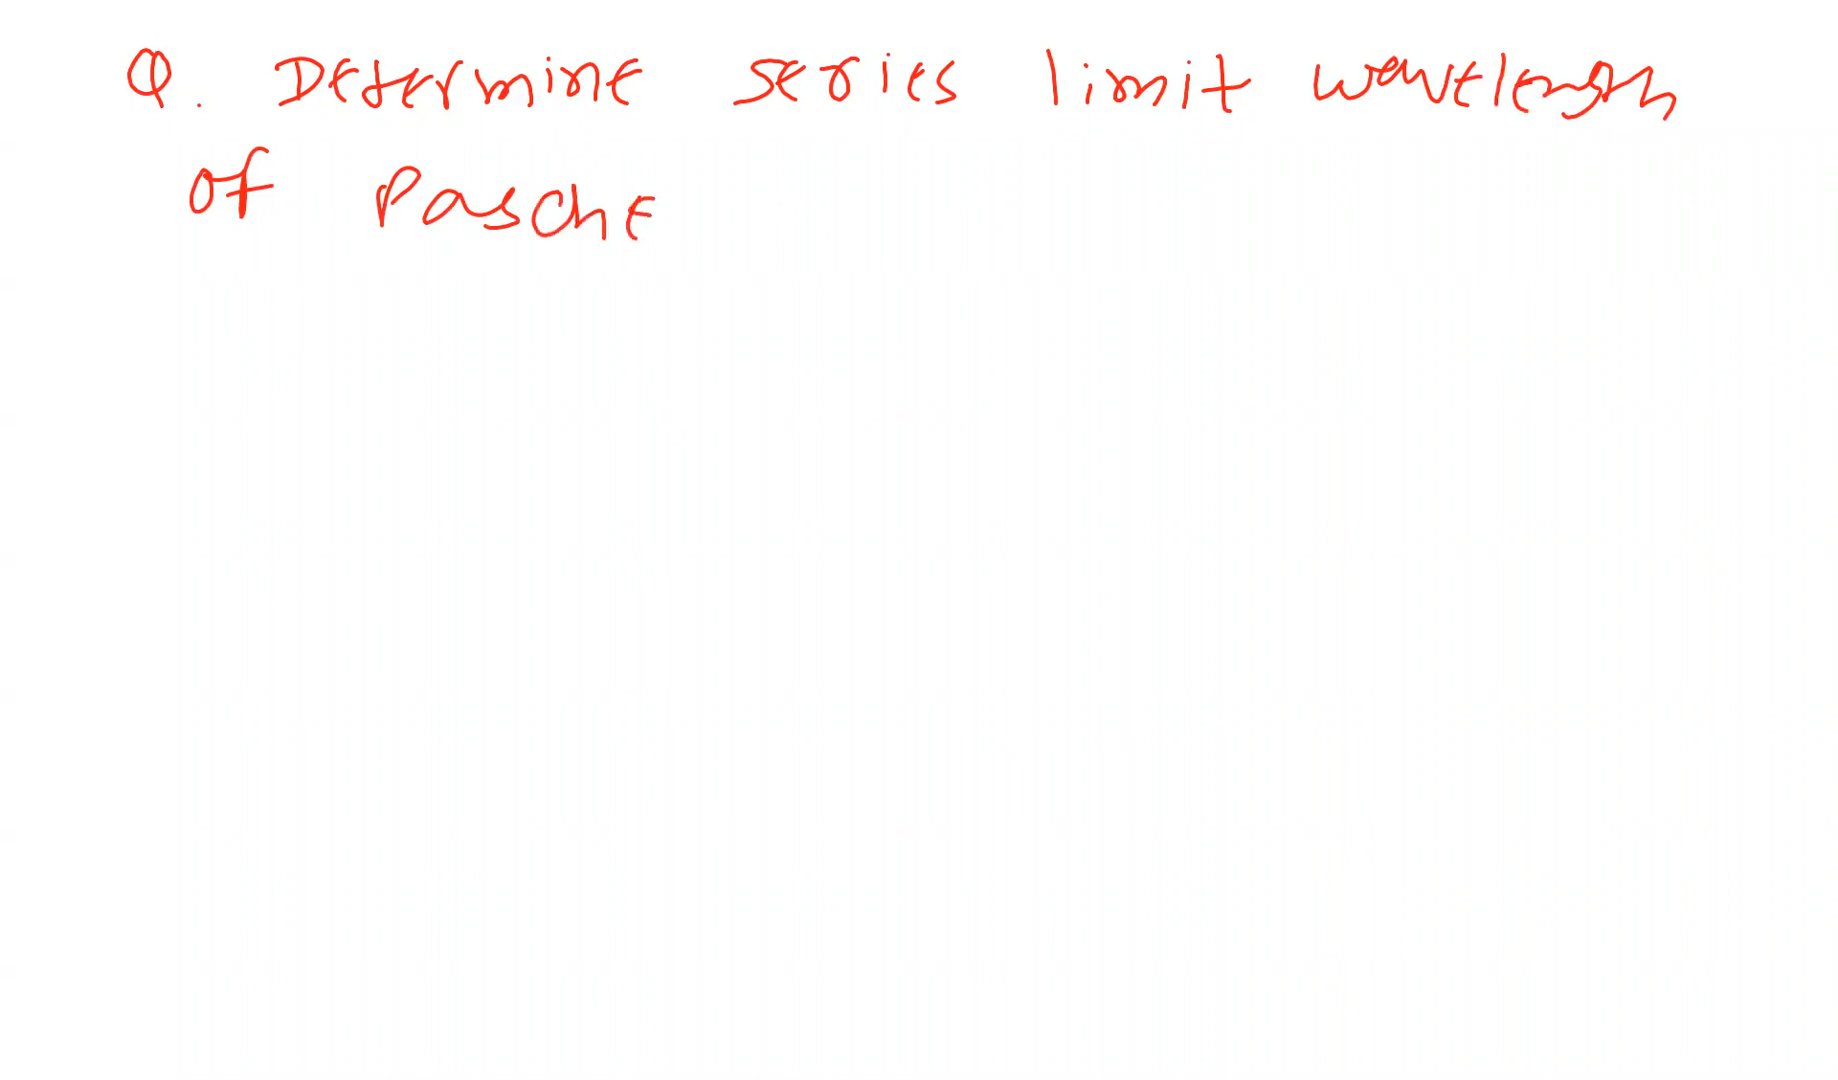 Q. Determine series limit wavelength
of Pasche